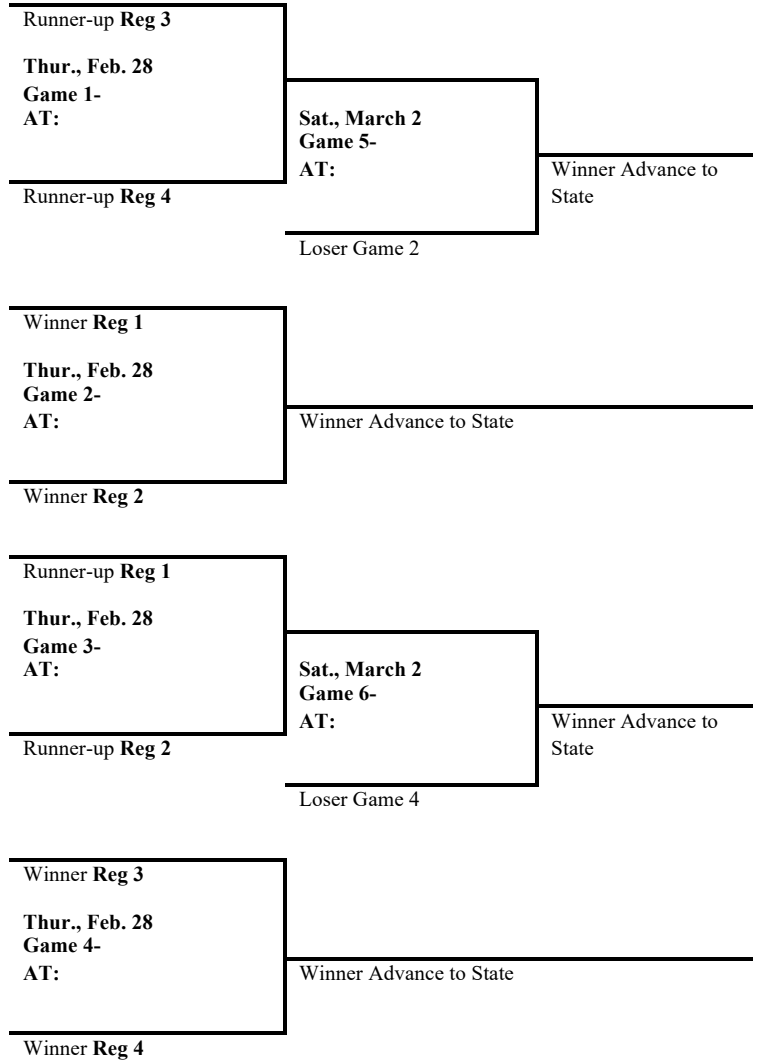 Runner-up Reg 3
Thur., Feb. 28
Game 1-
AT:
Runner-up Reg 4
Sat., March 2
Game 5-
AT:
Loser Game 2
Winner Advance to
State
Winner Reg 1
Thur., Feb. 28
Game 2-
AT:
Winner Reg 2
Winner Advance to State
Runner-up Reg 1
Thur., Feb. 28
Game 3-
AT:
Runner-up Reg 2
Sat., March 2
Game 6-
AT:
Loser Game 4
Winner Advance to
State
Winner Reg 3
Thur., Feb. 28
Game 4-
AT:
Winner Reg 4
Winner Advance to State